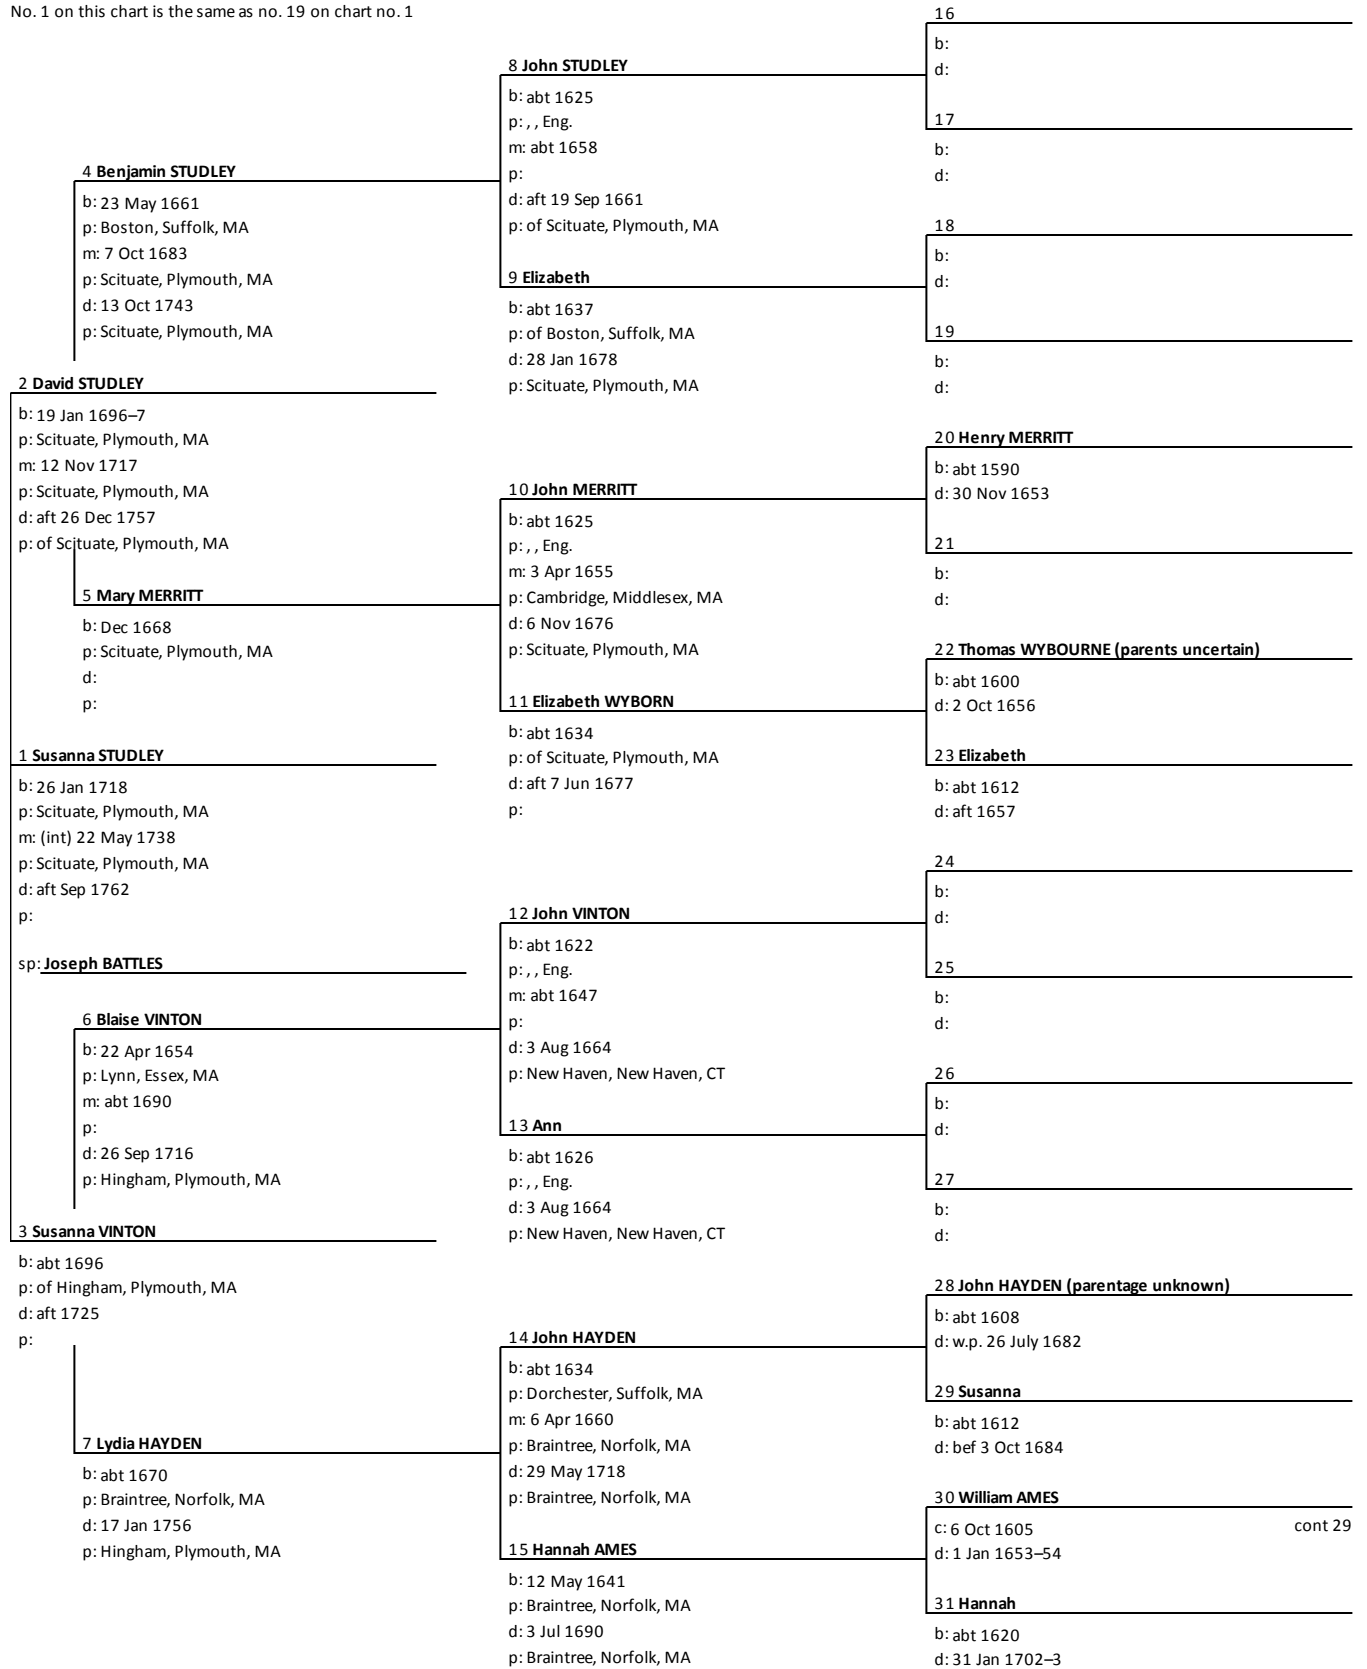 No. 1 on this chart is the same as no. 19 on chart no. 1
2 David STUDLEY
b: 19 Jan 1696–7
p: Scituate, Plymouth, MA
m: 12 Nov 1717
p: Scituate, Plymouth, MA
d: aft 26 Dec 1757
p: of Scituate, Plymouth, MA
1 Susanna STUDLEY
b: 26 Jan 1718
p: Scituate, Plymouth, MA
m: (int) 22 May 1738
p: Scituate, Plymouth, MA
d: aft Sep 1762
p:
sp: Joseph BATTLES
3 Susanna VINTON
b: abt 1696
p: of Hingham, Plymouth, MA
d: aft 1725
p:
4 Benjamin STUDLEY
b: 23 May 1661
p: Boston, Suffolk, MA
m: 7 Oct 1683
p: Scituate, Plymouth, MA
d: 13 Oct 1743
p: Scituate, Plymouth, MA
5 Mary MERRITT
b: Dec 1668
p: Scituate, Plymouth, MA
d:
p:
6 Blaise VINTON
b: 22 Apr 1654
p: Lynn, Essex, MA
m: abt 1690
p:
d: 26 Sep 1716
p: Hingham, Plymouth, MA
7 Lydia HAYDEN
b: abt 1670
p: Braintree, Norfolk, MA
d: 17 Jan 1756
p: Hingham, Plymouth, MA
8 John STUDLEY
b: abt 1625
p: , , Eng.
m: abt 1658
p:
d: aft 19 Sep 1661
p: of Scituate, Plymouth, MA
9 Elizabeth
b: abt 1637
p: of Boston, Suffolk, MA
d: 28 Jan 1678
p: Scituate, Plymouth, MA
10 John MERRITT
b: abt 1625
p: , , Eng.
m: 3 Apr 1655
p: Cambridge, Middlesex, MA
d: 6 Nov 1676
p: Scituate, Plymouth, MA
11 Elizabeth WYBORN
b: abt 1634
p: of Scituate, Plymouth, MA
d: aft 7 Jun 1677
p:
12 John VINTON
b: abt 1622
p: , , Eng.
m: abt 1647
p:
d: 3 Aug 1664
p: New Haven, New Haven, CT
13 Ann
b: abt 1626
p: , , Eng.
d: 3 Aug 1664
p: New Haven, New Haven, CT
14 John HAYDEN
b: abt 1634
p: Dorchester, Suffolk, MA
m: 6 Apr 1660
p: Braintree, Norfolk, MA
d: 29 May 1718
p: Braintree, Norfolk, MA
15 Hannah AMES
b: 12 May 1641
p: Braintree, Norfolk, MA
d: 3 Jul 1690
p: Braintree, Norfolk, MA
16
b:
d:
17
b:
d:
18
b:
d:
19
b:
d:
20 Henry MERRITT
b: abt 1590
d: 30 Nov 1653
21
b:
d:
22 Thomas WYBOURNE (parents uncertain)
b: abt 1600
d: 2 Oct 1656
23 Elizabeth
b: abt 1612
d: aft 1657
24
b:
d:
25
b:
d:
26
b:
d:
27
b:
d:
28 John HAYDEN (parentage unknown)
b: abt 1608
d: w.p. 26 July 1682
29 Susanna
b: abt 1612
d: bef 3 Oct 1684
30 William AMES
c: 6 Oct 1605 cont 29
d: 1 Jan 1653–54
31 Hannah
b: abt 1620
d: 31 Jan 1702–3